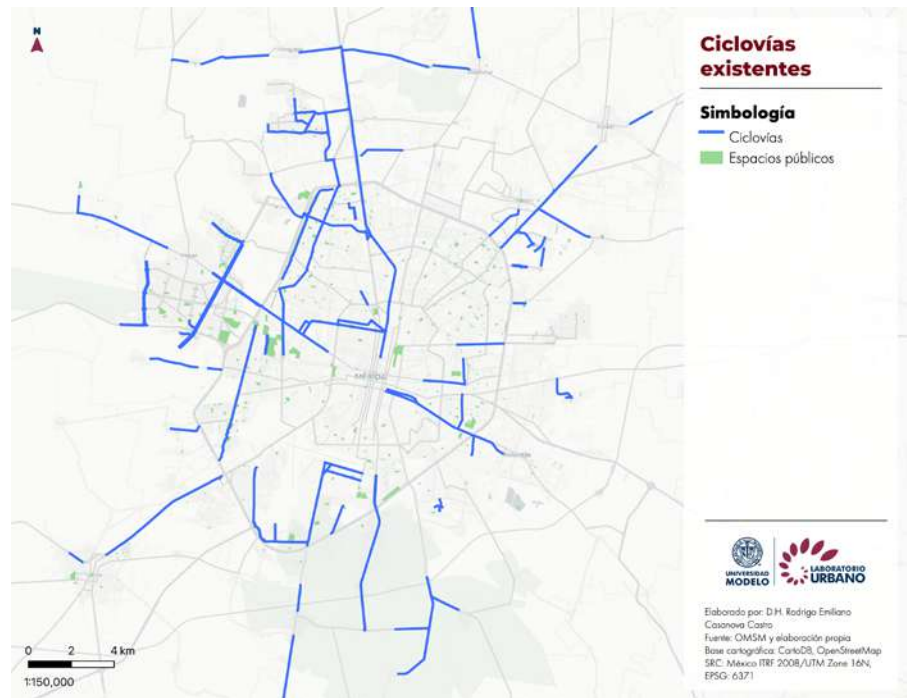 N
Ciclovías
existentes
Simbología
Ciclovías
Espacios públicos
MÉRIDA
UNIVERSIDAD
MODELO
LABORATORIO
URBANO
Elaborado por: D.H. Rodrigo Emiliano
Casanova Castro
Fuente: OMSM y elaboración propia
Base cartográfica: CartoDB, OpenStreetMap
SRC: México ITRF 2008/UTM Zone 16N,
EPSG: 6371
0 2 4 km
1:150,000